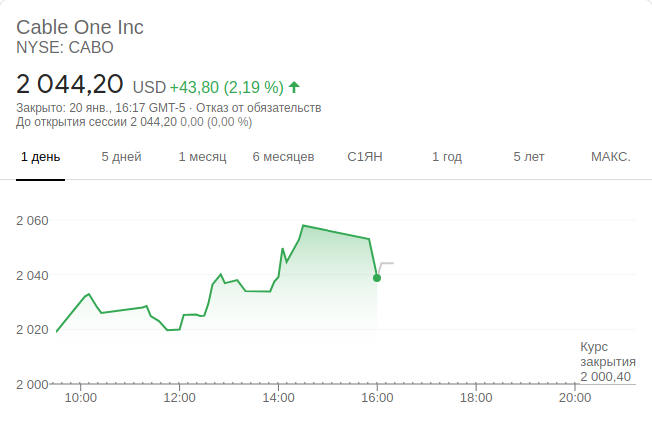 Cable One Inc
NYSE: CABO
2 044,20 USD +43,80 (2,19 %)
Закрыто: 20 янв., 16:17 GMT-5 · Отказ от обязательств
До открытия сессии 2 044,20 0,00 (0,00 %)
1 день 5 дней 1 месяц 6 месяцев С1ЯН 1 год 5 лет МАКС.
2 060
2 040
2 020
Курс
закрытия
2 000,40
2 000
10:00 12:00 14:00 16:00 18:00 20:00